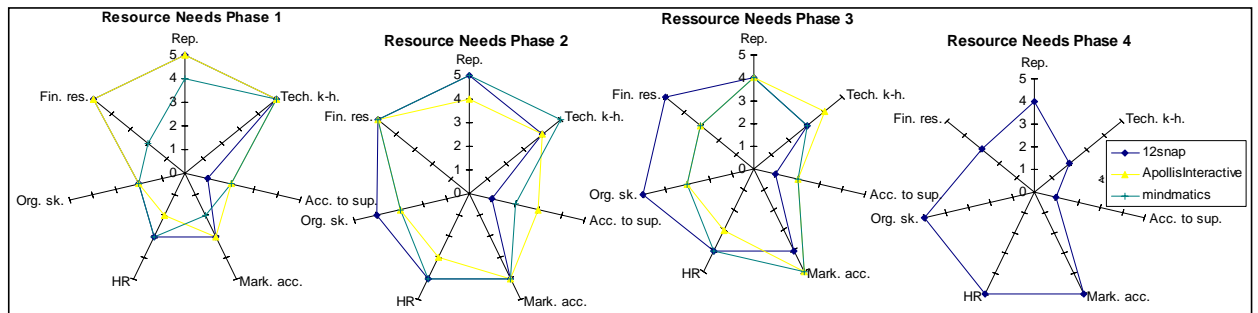 Resource Needs Phase 1
Rep.
5
4
3
2
1
0
Tech. k-h.
Acc. to sup.
Mark. acc.
HR
Org. sk.
Fin. res.
Resource Needs Phase 2
Rep.
5
4
3
2
1
0
Tech. k-h.
Acc. to sup.
Mark. acc.
HR
Org. sk.
Fin. res.
Ressource Needs Phase 3
Rep.
5
4
3
2
1
0
Tech. k-h.
Acc. to sup.
Mark. acc.
HR
Org. sk.
Fin. res.
Resource Needs Phase 4
Rep.
5
4
3
2
1
0
Tech. k-h.
Acc. to sup.
Mark. acc.
HR
Org. sk.
Fin. res.
12snap
ApollisInteractive
mindmatics